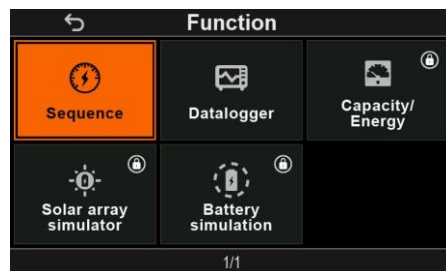 Function
Sequence
Datalogger
Capacity/
Energy
Solar array
simulator
Battery
simulation
1/1